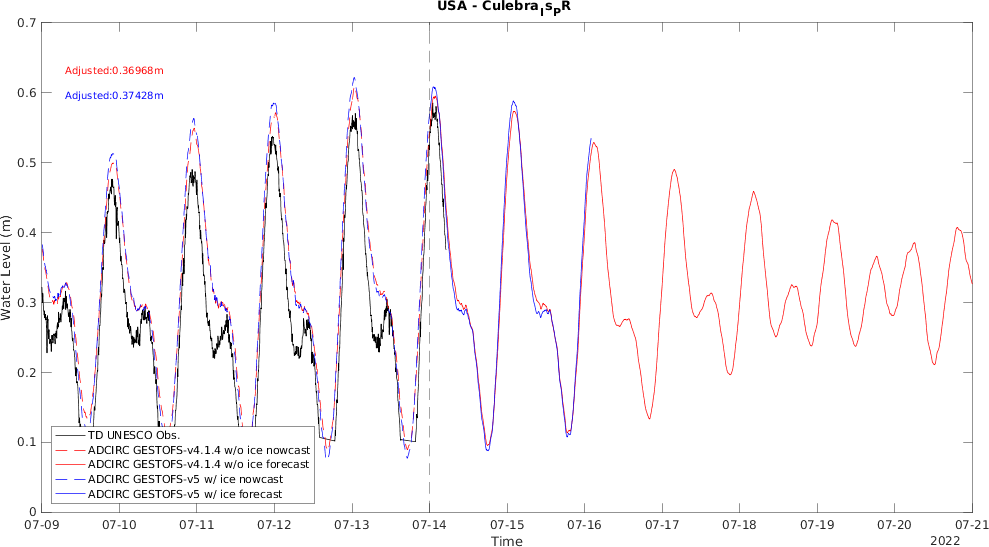 USA - CulebraIsPR
0.7
0.6
0.5
0.4
0.3
0.2
0.1
0
Water Level (m)
Adjusted:0.36968m
Adjusted:0.37428m
TD UNESCO Obs.
ADCIRC GESTOFS-v4.1.4 w/o ice nowcast
ADCIRC GESTOFS-v4.1.4 w/o ice forecast
ADCIRC GESTOFS-v5 w/ ice nowcast
ADCIRC GESTOFS-v5 w/ ice forecast
07-09 07-10 07-11 07-12 07-13 07-14 07-15 07-16 07-17 07-18 07-19 07-20 07-21
Time
2022